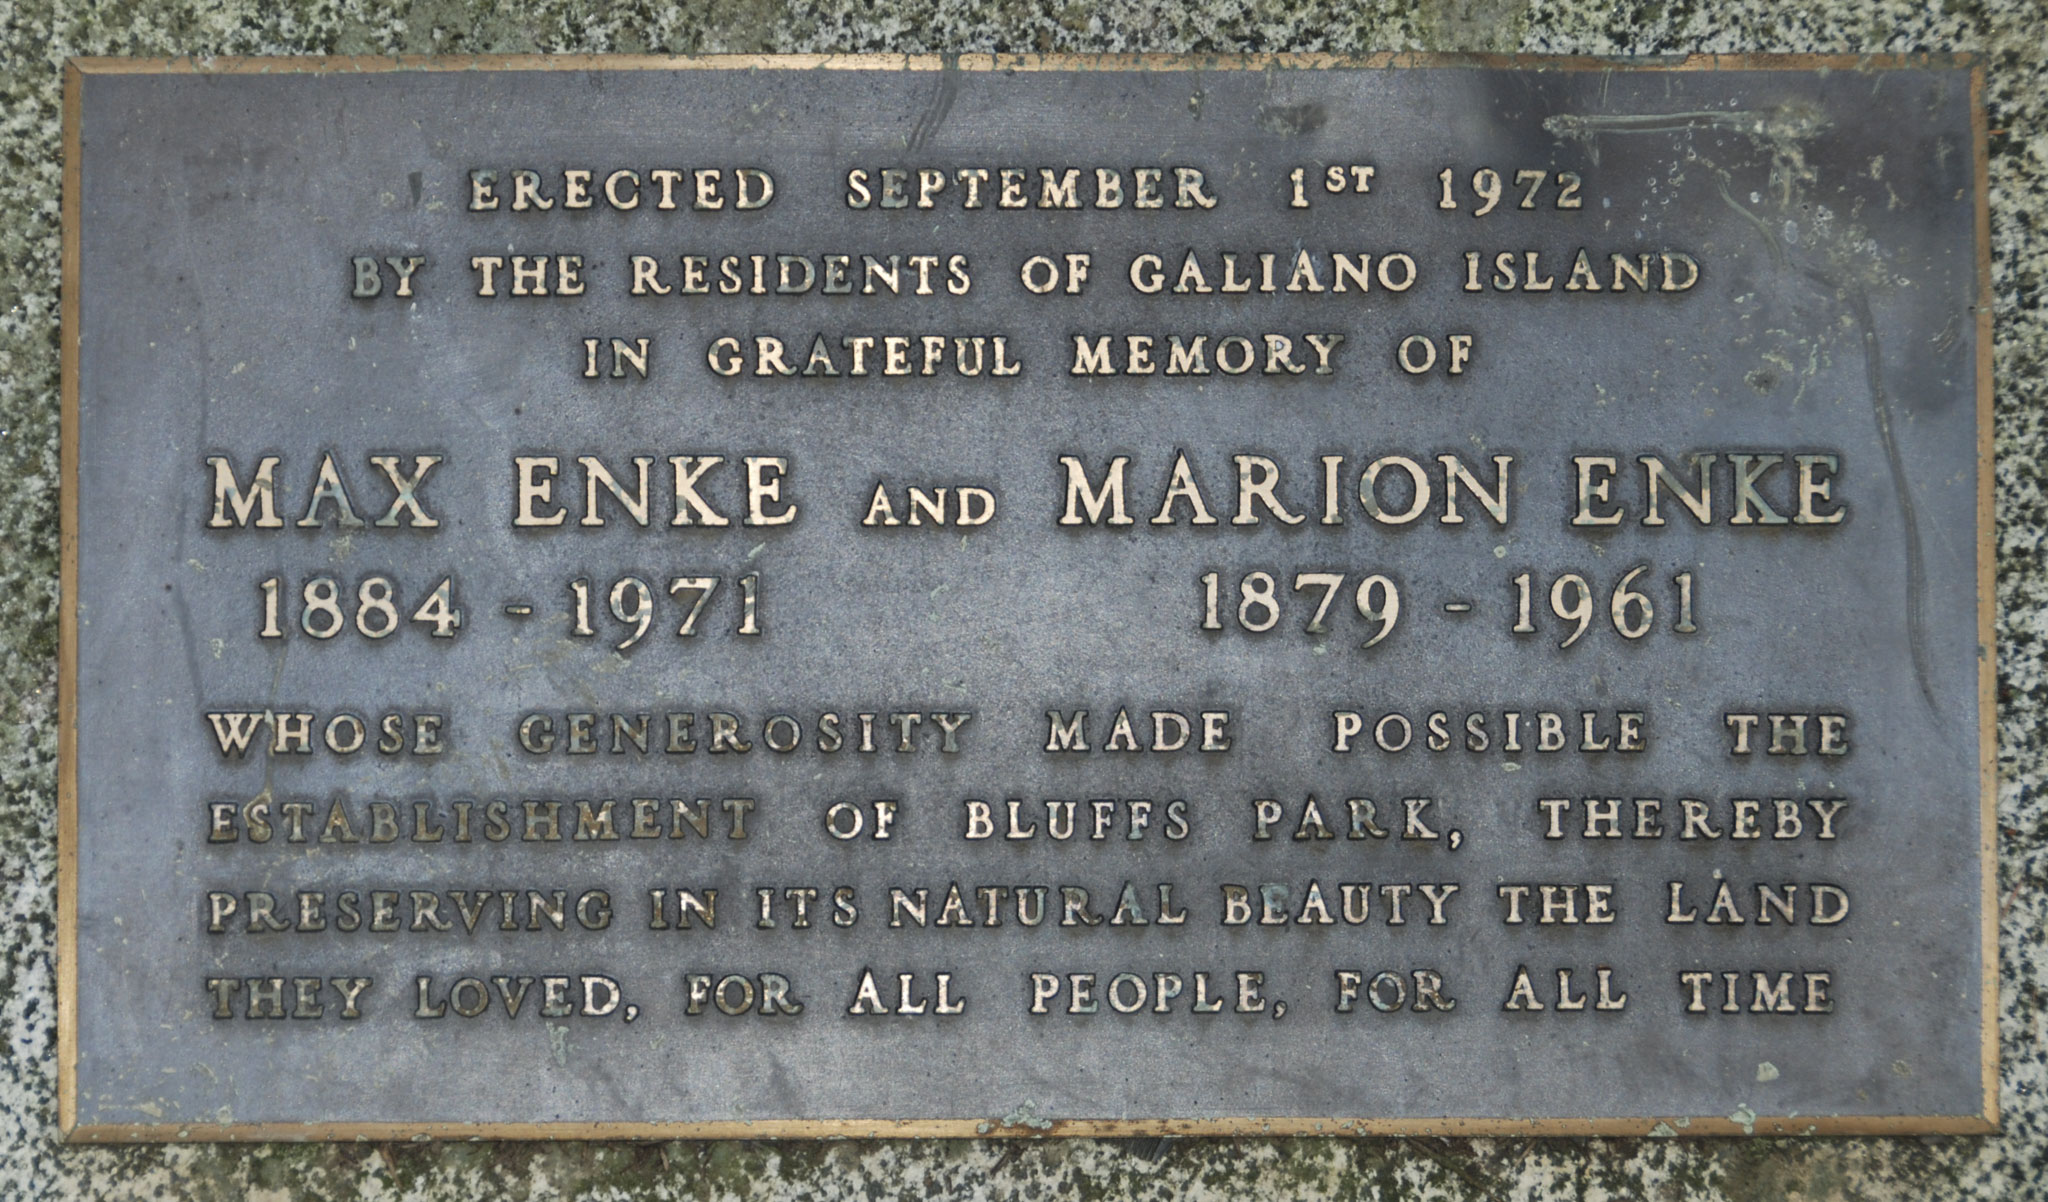 ERECTED SEPTEMBER 1ST 1972
BY THE RESIDENTS OF GALIANO ISLAND
IN GRATEFUL MEMORY OF
MAX ENKE AND MARION ENKE
1884 - 1971 1879 - 1961
WHOSE GENEROSITY MADE POSSIBLE THE
ESTABLISHMENT OF BLUFFS PARK, THEREBY
PRESERVING IN ITS NATURAL BEAUTY THE LAND
THEY LOVED, FOR ALL PEOPLE, FOR ALL TIME